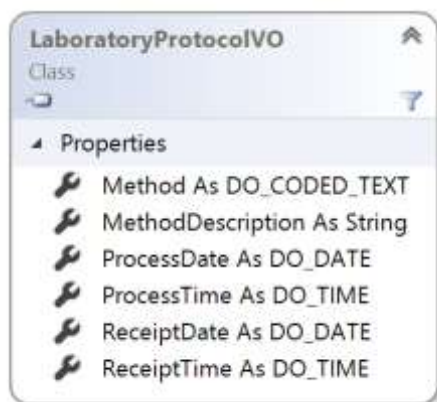 LaboratoryProtocolVO
Class
Properties
Method As DO_CODED_TEXT
MethodDescription As String
ProcessDate As DO_DATE
ProcessTime As DO_TIME
ReceiptDate As DO_DATE
ReceiptTime As DO_TIME